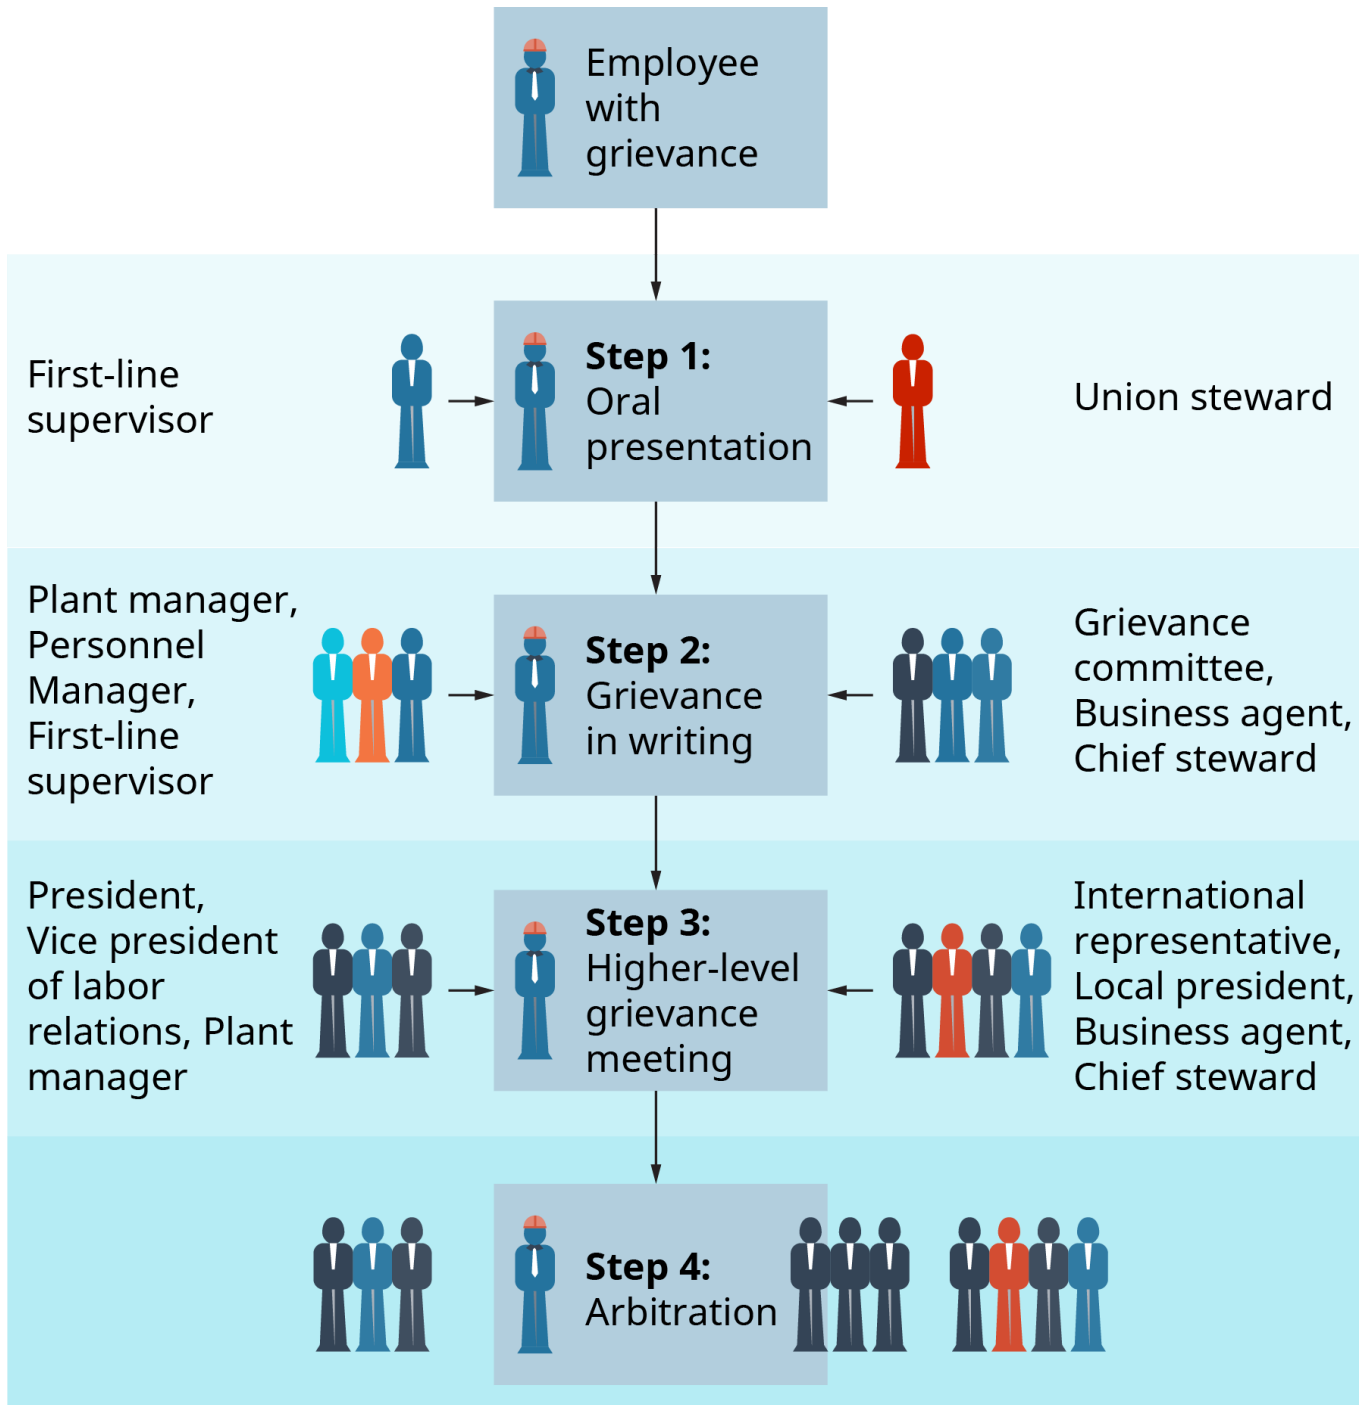 Employee
with
grievance
First-line
supervisor
Step 1:
Oral
presentation
Union steward
Plant manager,
Personnel
Manager,
First-line
supervisor
Step 2:
Grievance
in writing
Grievance
committee,
Business agent,
Chief steward
President,
Vice president
of labor
relations, Plant
manager
Step 3:
Higher-level
grievance
meeting
International
representative,
Local president,
Business agent,
Chief steward
Step 4:
Arbitration